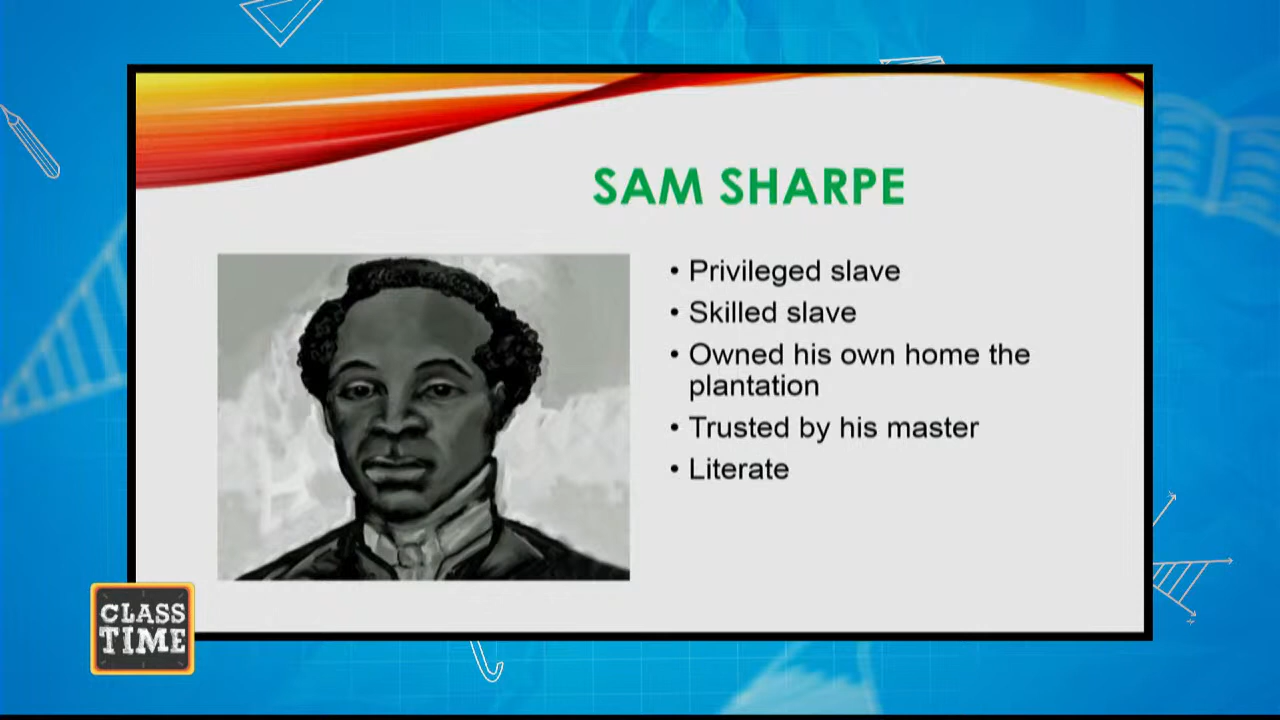 SAM SHARPE
• Privileged slave
• Skilled slave
• Owned his own home the
plantation
• Trusted by his master
• Literate
CLASS
TIME